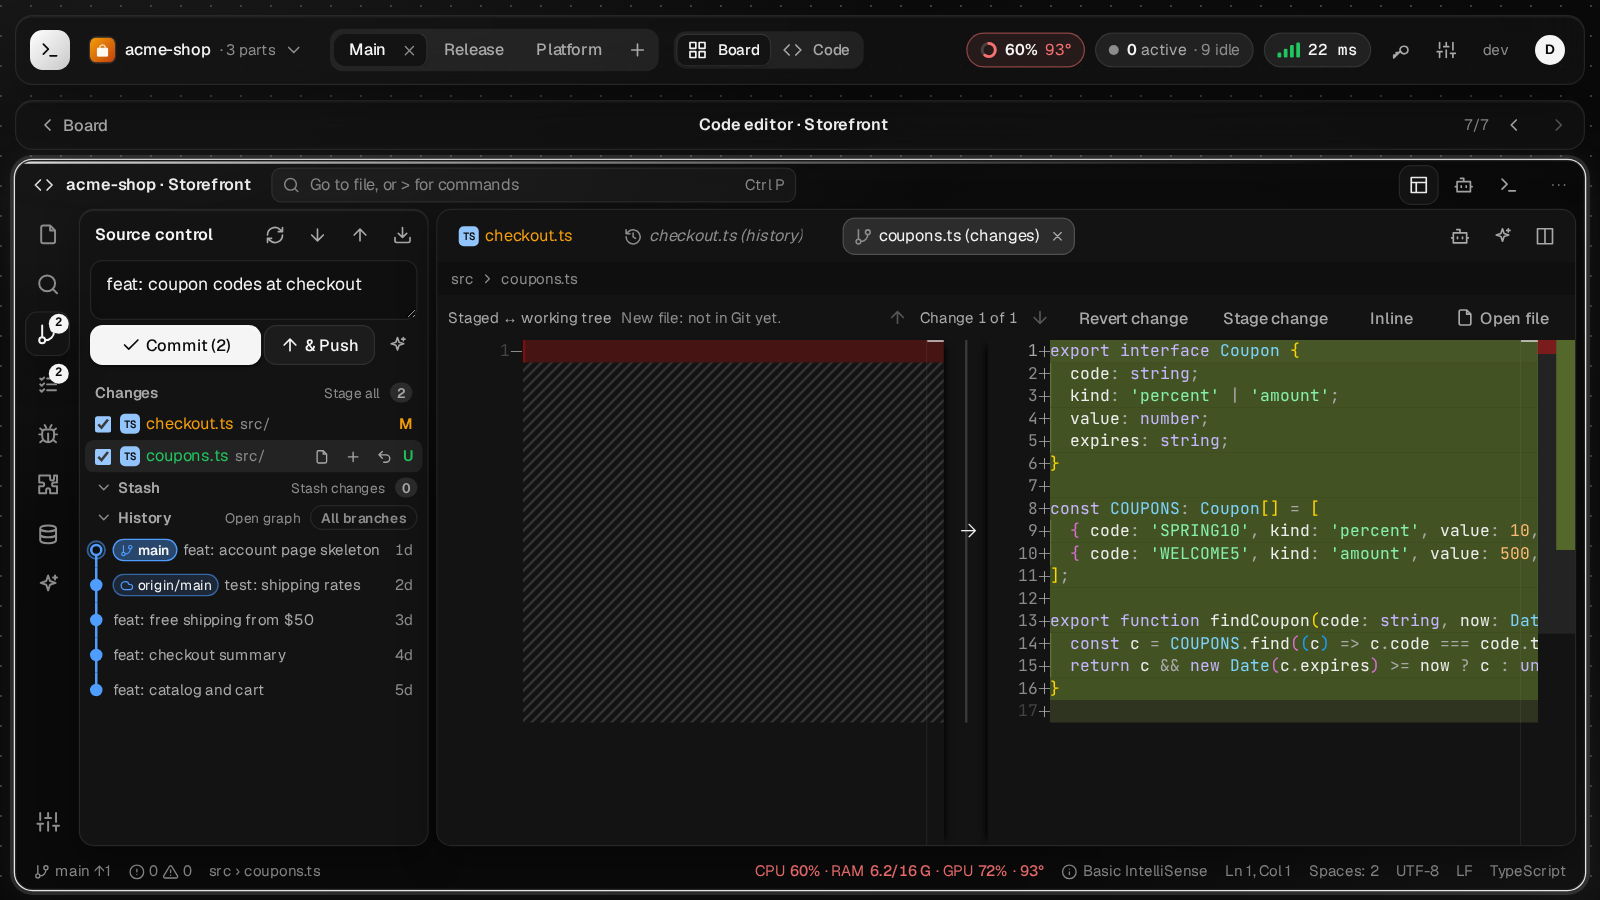 acme-shop · 3 parts
Main
Release
Platform
Board
Code
60% 93°
0 active · 9 idle
22 ms
dev
D
Board
Code editor · Storefront
7/7
acme-shop · Storefront
Go to file, or > for commands
Ctrl P
Source control
feat: coupon codes at checkout
Commit (2)
& Push
2
2
Changes
Stage all
2
TS checkout.ts src/
M
TS coupons.ts src/
U
Stash
Stash changes
0
History
Open graph
All branches
main feat: account page skeleton 1d
origin/main test: shipping rates 2d
feat: free shipping from $50 3d
feat: checkout summary 4d
feat: catalog and cart 5d
TS checkout.ts
checkout.ts (history)
coupons.ts (changes)
src > coupons.ts
Staged ↔ working tree New file: not in Git yet.
Change 1 of 1
Revert change
Stage change
Inline
Open file
1—
1+export interface Coupon {
2+  code: string;
3+  kind: 'percent' | 'amount';
4+  value: number;
5+  expires: string;
6+}
7+
8+const COUPONS: Coupon[] = [
9+  { code: 'SPRING10', kind: 'percent', value: 10,
10+  { code: 'WELCOME5', kind: 'amount', value: 500,
11+];
12+
13+export function findCoupon(code: string, now: Dat
14+  const c = COUPONS.find((c) => c.code === code.t
15+  return c && new Date(c.expires) >= now ? c : un
16+}
17+
main ↑1
0
0
src › coupons.ts
CPU 60% · RAM 6.2/16 G · GPU 72% · 93°
Basic IntelliSense
Ln 1, Col 1
Spaces: 2
UTF-8
LF
TypeScript